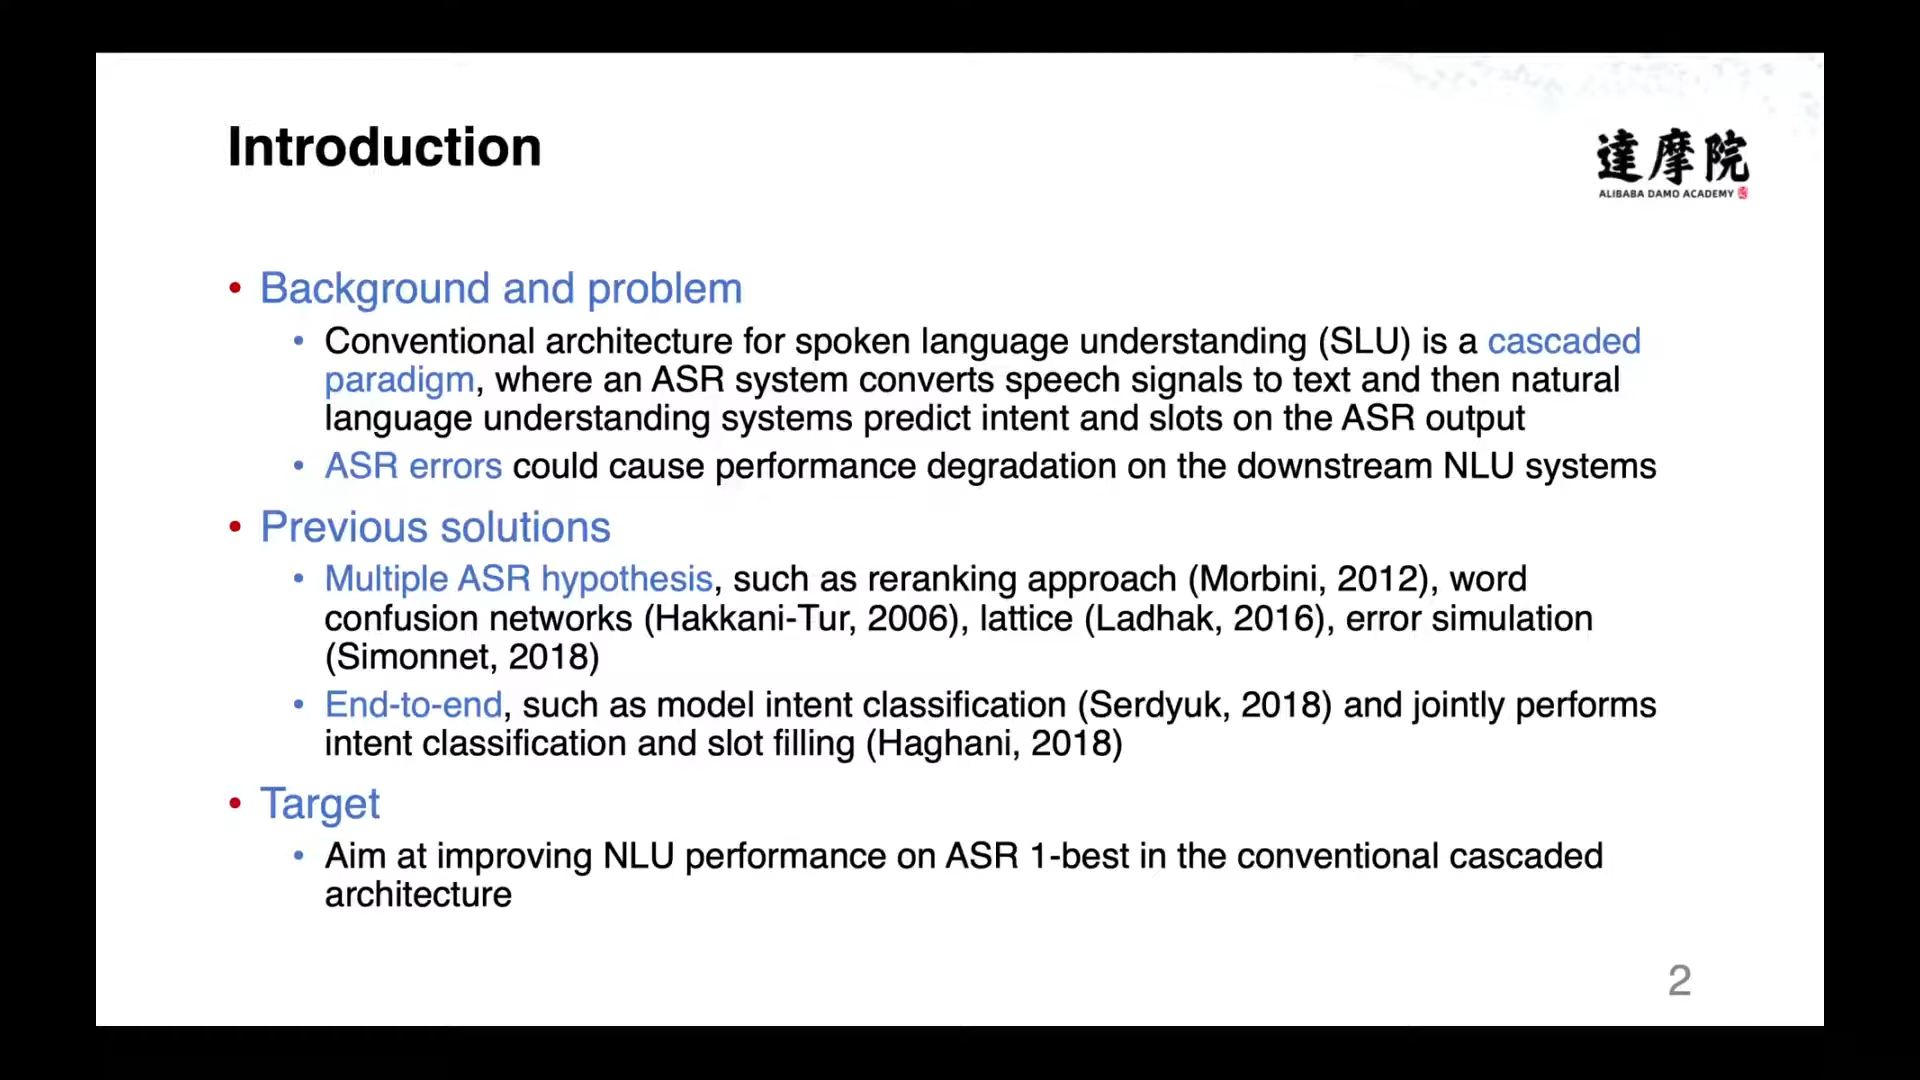 Introduction
達摩院
ALIBABA DAMO ACADEMY
• Background and problem
• Conventional architecture for spoken language understanding (SLU) is a cascaded
paradigm, where an ASR system converts speech signals to text and then natural
language understanding systems predict intent and slots on the ASR output
• ASR errors could cause performance degradation on the downstream NLU systems
• Previous solutions
• Multiple ASR hypothesis, such as reranking approach (Morbini, 2012), word
confusion networks (Hakkani-Tur, 2006), lattice (Ladhak, 2016), error simulation
(Simonnet, 2018)
• End-to-end, such as model intent classification (Serdyuk, 2018) and jointly performs
intent classification and slot filling (Haghani, 2018)
• Target
• Aim at improving NLU performance on ASR 1-best in the conventional cascaded
architecture
2